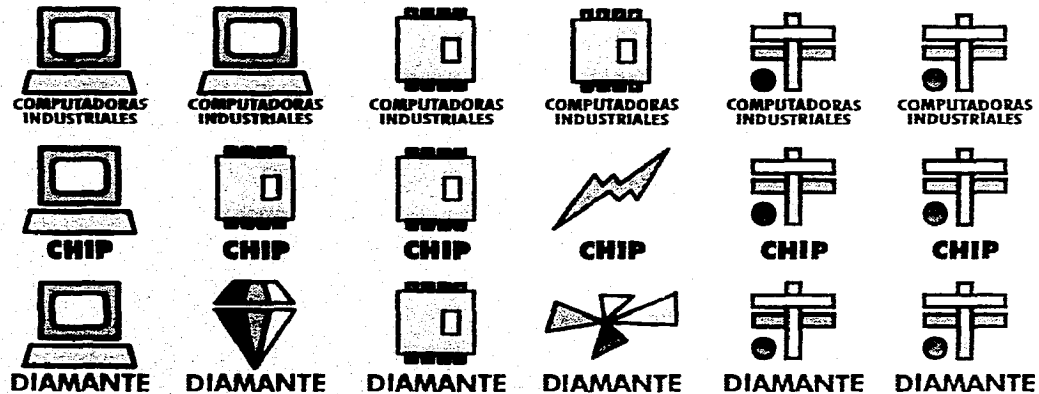 COMPUTADORAS COMPUTADORAS COMPUTADORAS COMPUTADORAS COMPUTADORAS COMPUTADORAS
INDUSTRIALES INDUSTRIALES INDUSTRIALES INDUSTRIALES INDUSTRIALES INDUSTRIALES
CHIP CHIP CHIP CHIP CHIP CHIP
DIAMANTE DIAMANTE DIAMANTE DIAMANTE DIAMANTE DIAMANTE